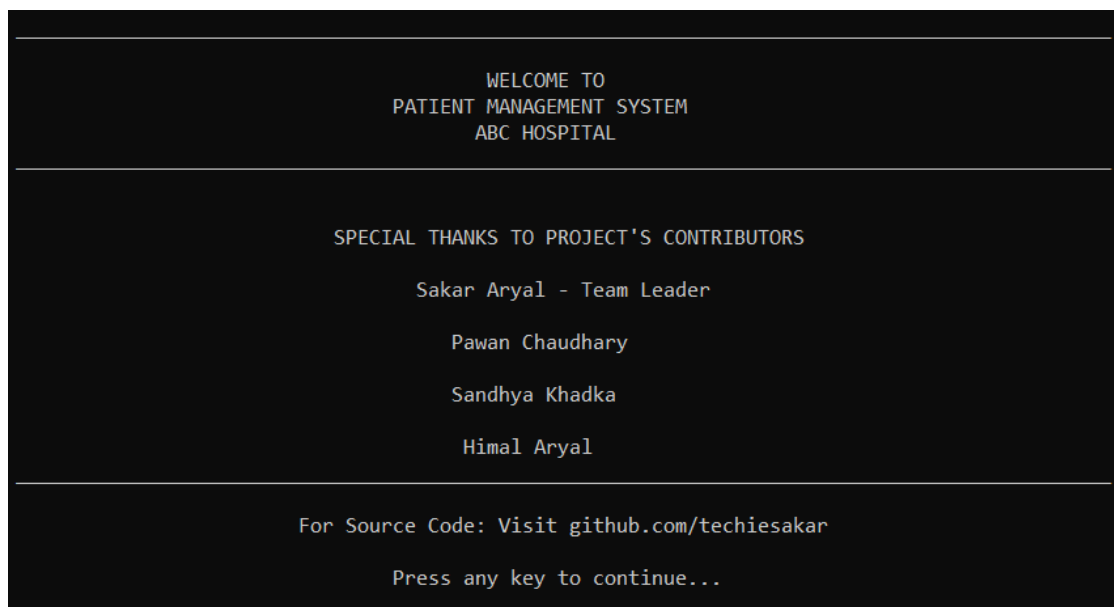 WELCOME TO
PATIENT MANAGEMENT SYSTEM
ABC HOSPITAL
SPECIAL THANKS TO PROJECT'S CONTRIBUTORS
Sakar Aryal - Team Leader
Pawan Chaudhary
Sandhya Khadka
Himal Aryal
For Source Code: Visit github.com/techiesakar
Press any key to continue...